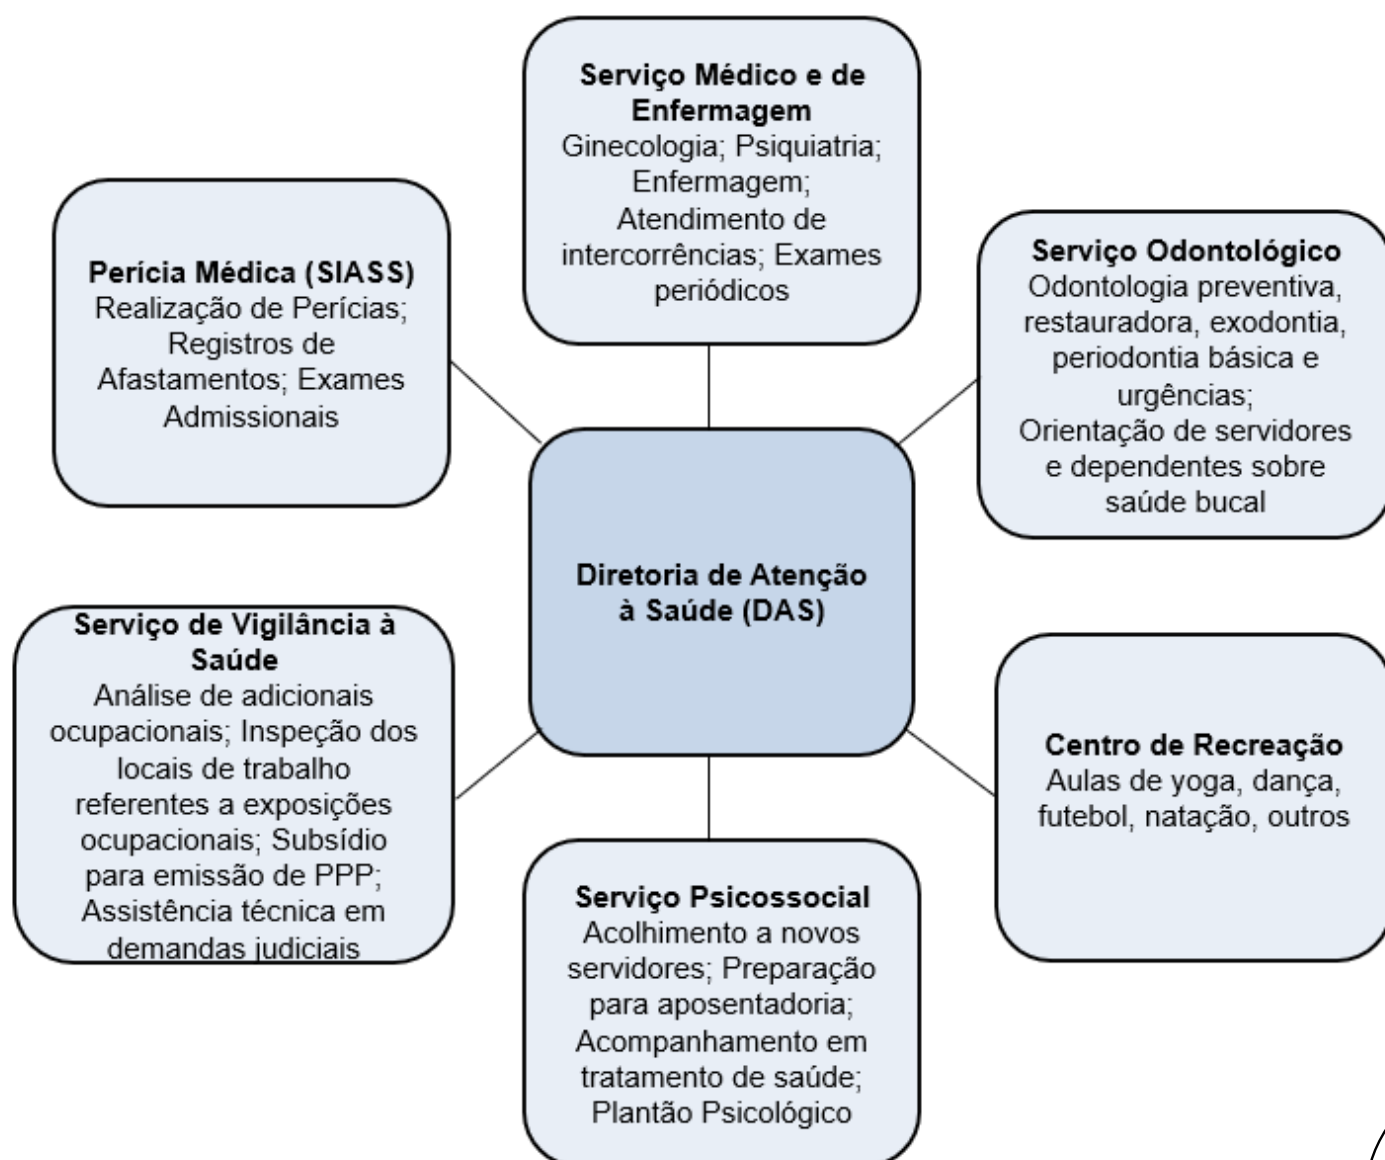 Serviço Médico e de
Enfermagem
Ginecologia; Psiquiatria;
Enfermagem;
Atendimento de
intercorrências; Exames
periódicos
Perícia Médica (SIASS)
Realização de Perícias;
Registros de
Afastamentos; Exames
Admissionais
Serviço Odontológico
Odontologia preventiva,
restauradora, exodontia,
periodontia básica e
urgências;
Orientação de servidores
e dependentes sobre
saúde bucal
Diretoria de Atenção
à Saúde (DAS)
Serviço de Vigilância à
Saúde
Análise de adicionais
ocupacionais; Inspeção dos
locais de trabalho
referentes a exposições
ocupacionais; Subsídio
para emissão de PPP;
Assistência técnica em
demandas judiciais
Centro de Recreação
Aulas de yoga, dança,
futebol, natação, outros
Serviço Psicossocial
Acolhimento a novos
servidores; Preparação
para aposentadoria;
Acompanhamento em
tratamento de saúde;
Plantão Psicológico